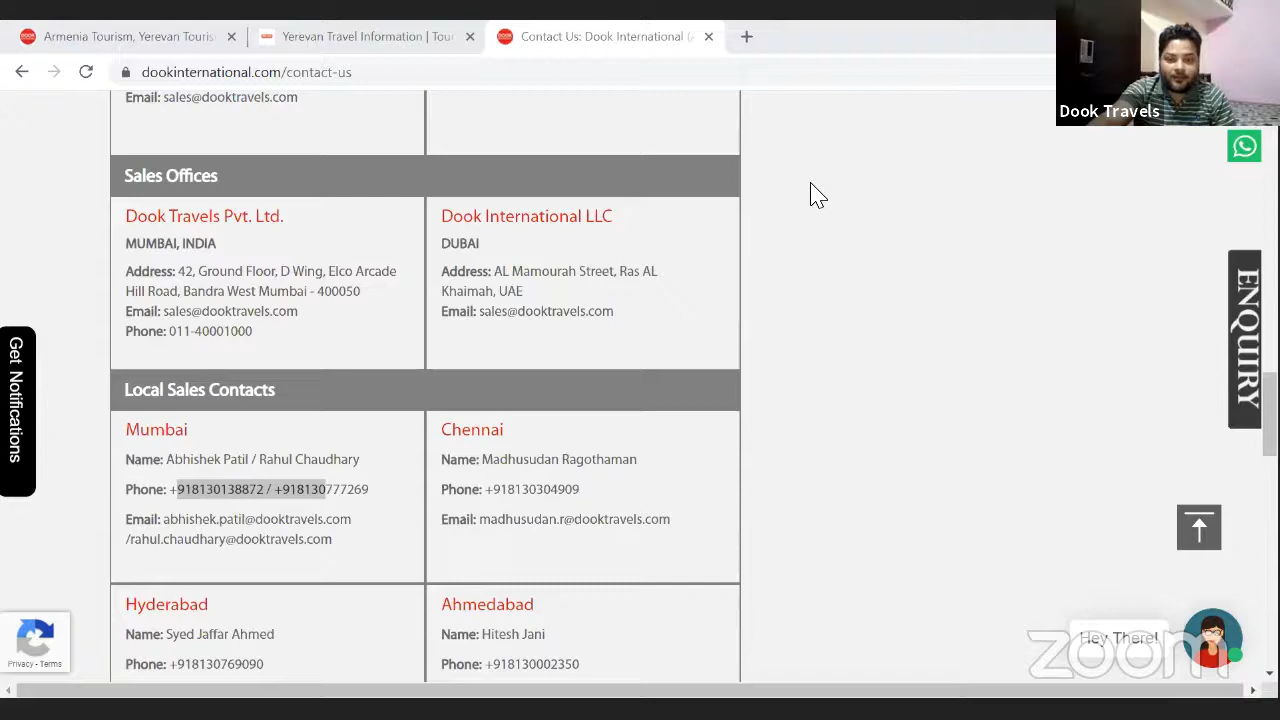 Armenia Tourism, Yerevan Touris
Yerevan Travel Information | Tour
Contact Us: Dook International (A
dookinternational.com/contact-us
Dook Travels
Email: sales@dooktravels.com
Sales Offices
Dook Travels Pvt. Ltd.
MUMBAI, INDIA
Address: 42, Ground Floor, D Wing, Elco Arcade
Hill Road, Bandra West Mumbai - 400050
Email: sales@dooktravels.com
Phone: 011-40001000
Dook International LLC
DUBAI
Address: AL Mamourah Street, Ras AL
Khaimah, UAE
Email: sales@dooktravels.com
Local Sales Contacts
Mumbai
Name: Abhishek Patil / Rahul Chaudhary
Phone: +918130138872 / +918130777269
Email: abhishek.patil@dooktravels.com
/rahul.chaudhary@dooktravels.com
Chennai
Name: Madhusudan Ragothaman
Phone: +918130304909
Email: madhusudan.r@dooktravels.com
Hyderabad
Name: Syed Jaffar Ahmed
Phone: +918130769090
Ahmedabad
Name: Hitesh Jani
Phone: +918130002350
Get Notifications
ENQUIRY
Privacy - Terms
Hey There!
zoom